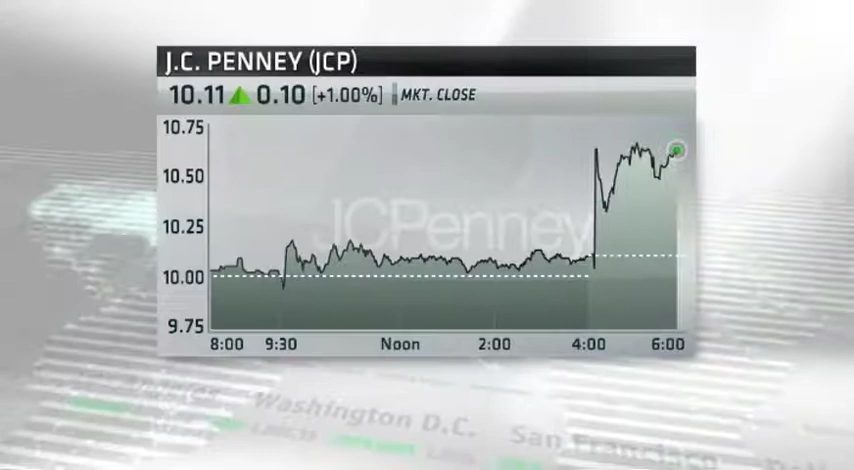 J.C. PENNEY (JCP)
10.11 0.10 [+1.00%] MKT. CLOSE
10.75
10.50
10.25
10.00
9.75
JCPenney
8:00 9:30 Noon 2:00 4:00 6:00
Washington D.C.
San Francisco